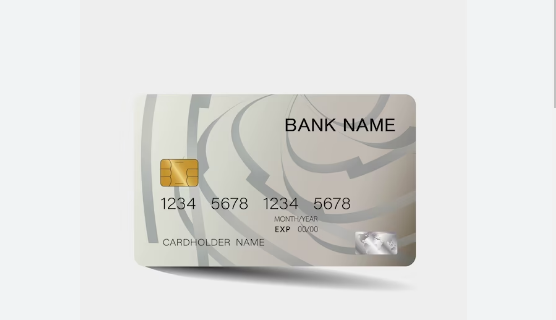 BANK NAME
1234 5678 1234 5678
MONTH/YEAR
EXP 00/00
CARDHOLDER NAME